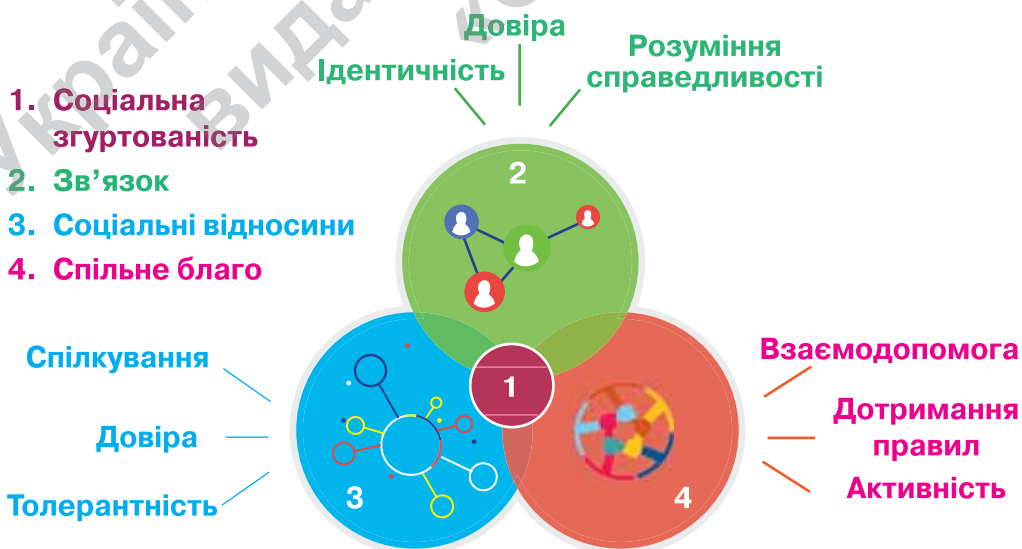 Довіра
Ідентичність
Розуміння
справедливості
1. Соціальна
згуртованість
2. Зв’язок
3. Соціальні відносини
4. Спільне благо
2
Спілкування
Довіра
Толерантність
1
3
4
Взаємодопомога
Дотримання
правил
Активність